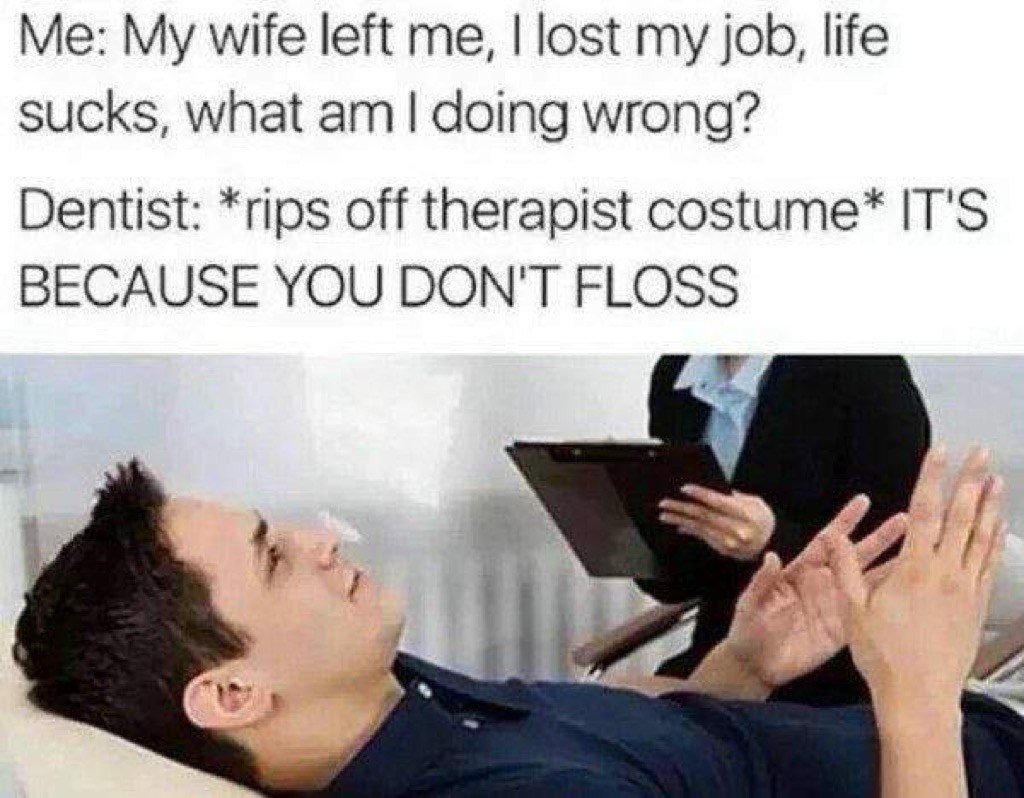 Me: My wife left me, I lost my job, life
sucks, what am I doing wrong?
Dentist: *rips off therapist costume* IT'S
BECAUSE YOU DON'T FLOSS